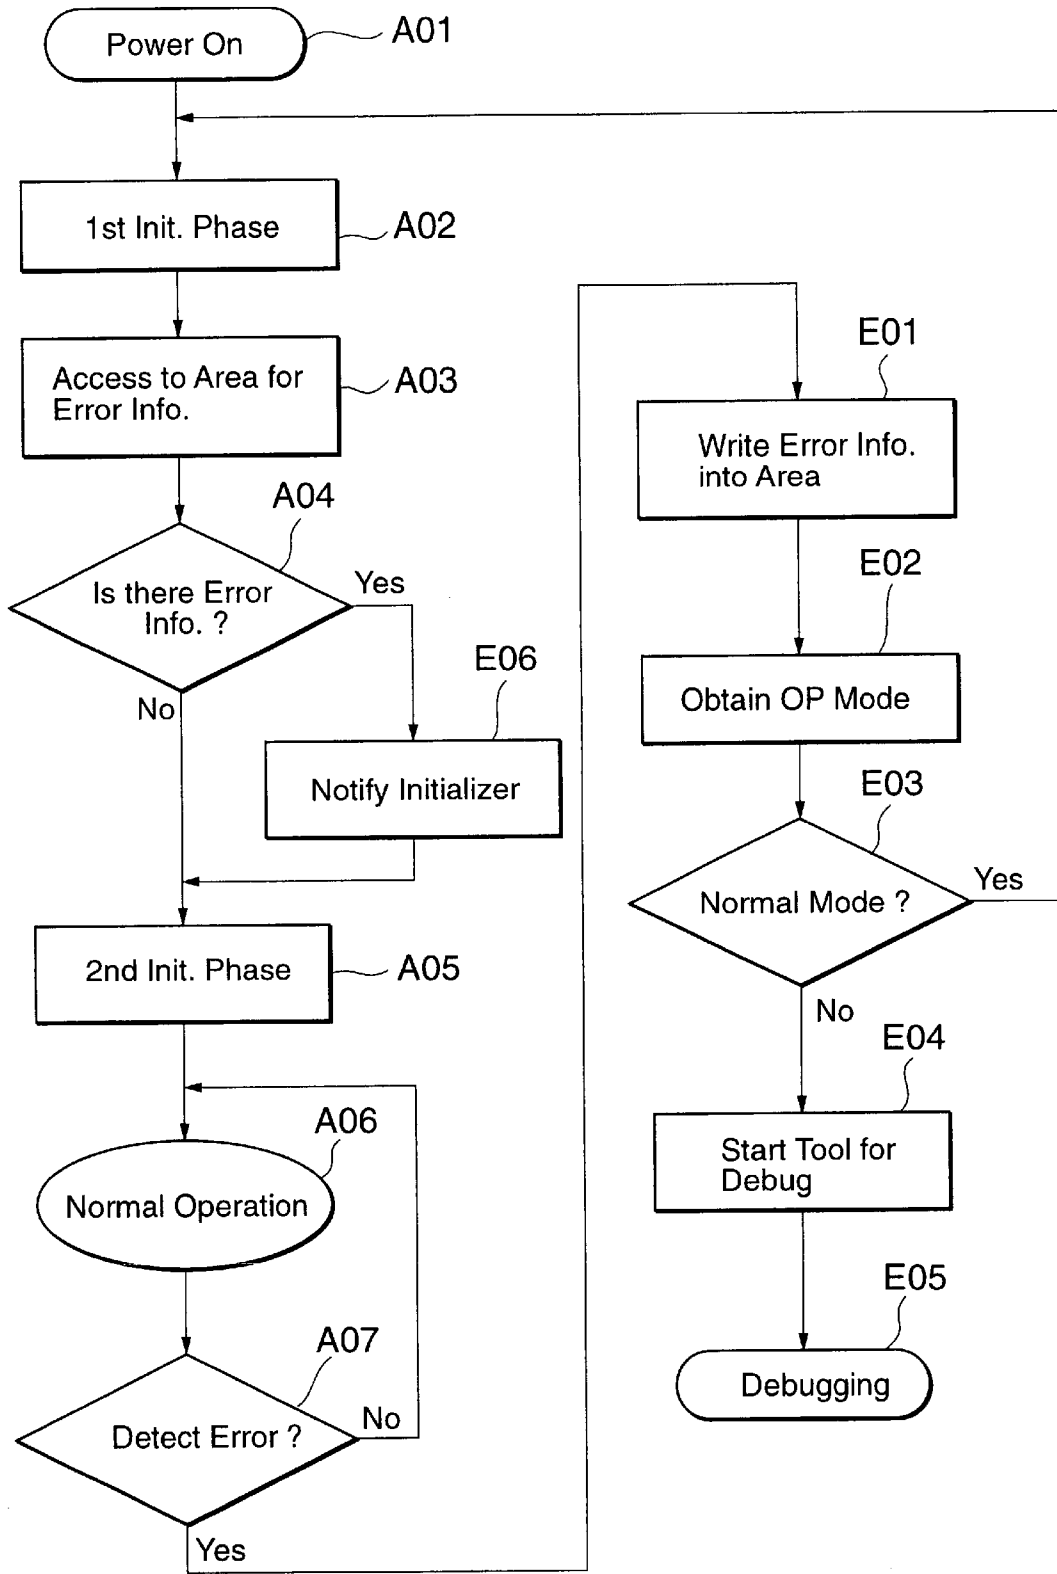 Power On
A01
1st Init. Phase
A02
Access to Area for
Error Info.
A03
A04
Is there Error
Info. ?
Yes
No
E06
Notify Initializer
2nd Init. Phase
A05
A06
Normal Operation
A07
Detect Error ?
No
Yes
E01
Write Error Info.
into Area
E02
Obtain OP Mode
E03
Normal Mode ?
Yes
No
E04
Start Tool for
Debug
E05
Debugging